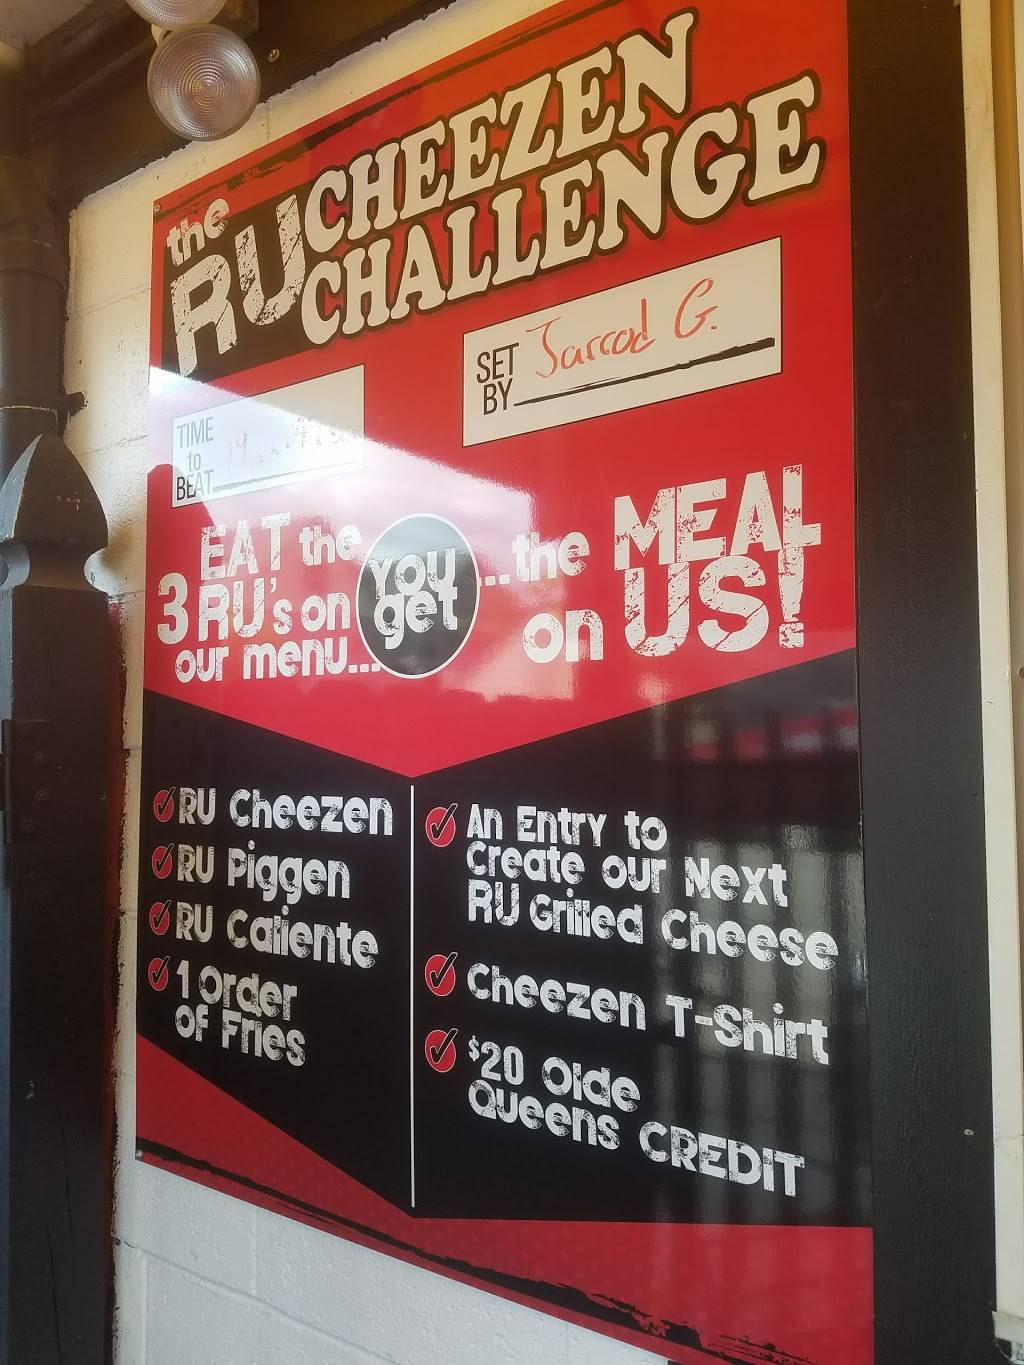 the
RU CHEEZEN
CHALLENGE
SET
BY Jarrod G.
TIME
to
BEAT
EAT the
3 RU's on
our menu...
you
get
...the MEAL
on US!
RU Cheezen
RU Piggen
RU Caliente
1 Order
of Fries
An Entry to
Create our Next
RU Grilled Cheese
Cheezen T-Shirt
$20 Olde
Queens CREDIT